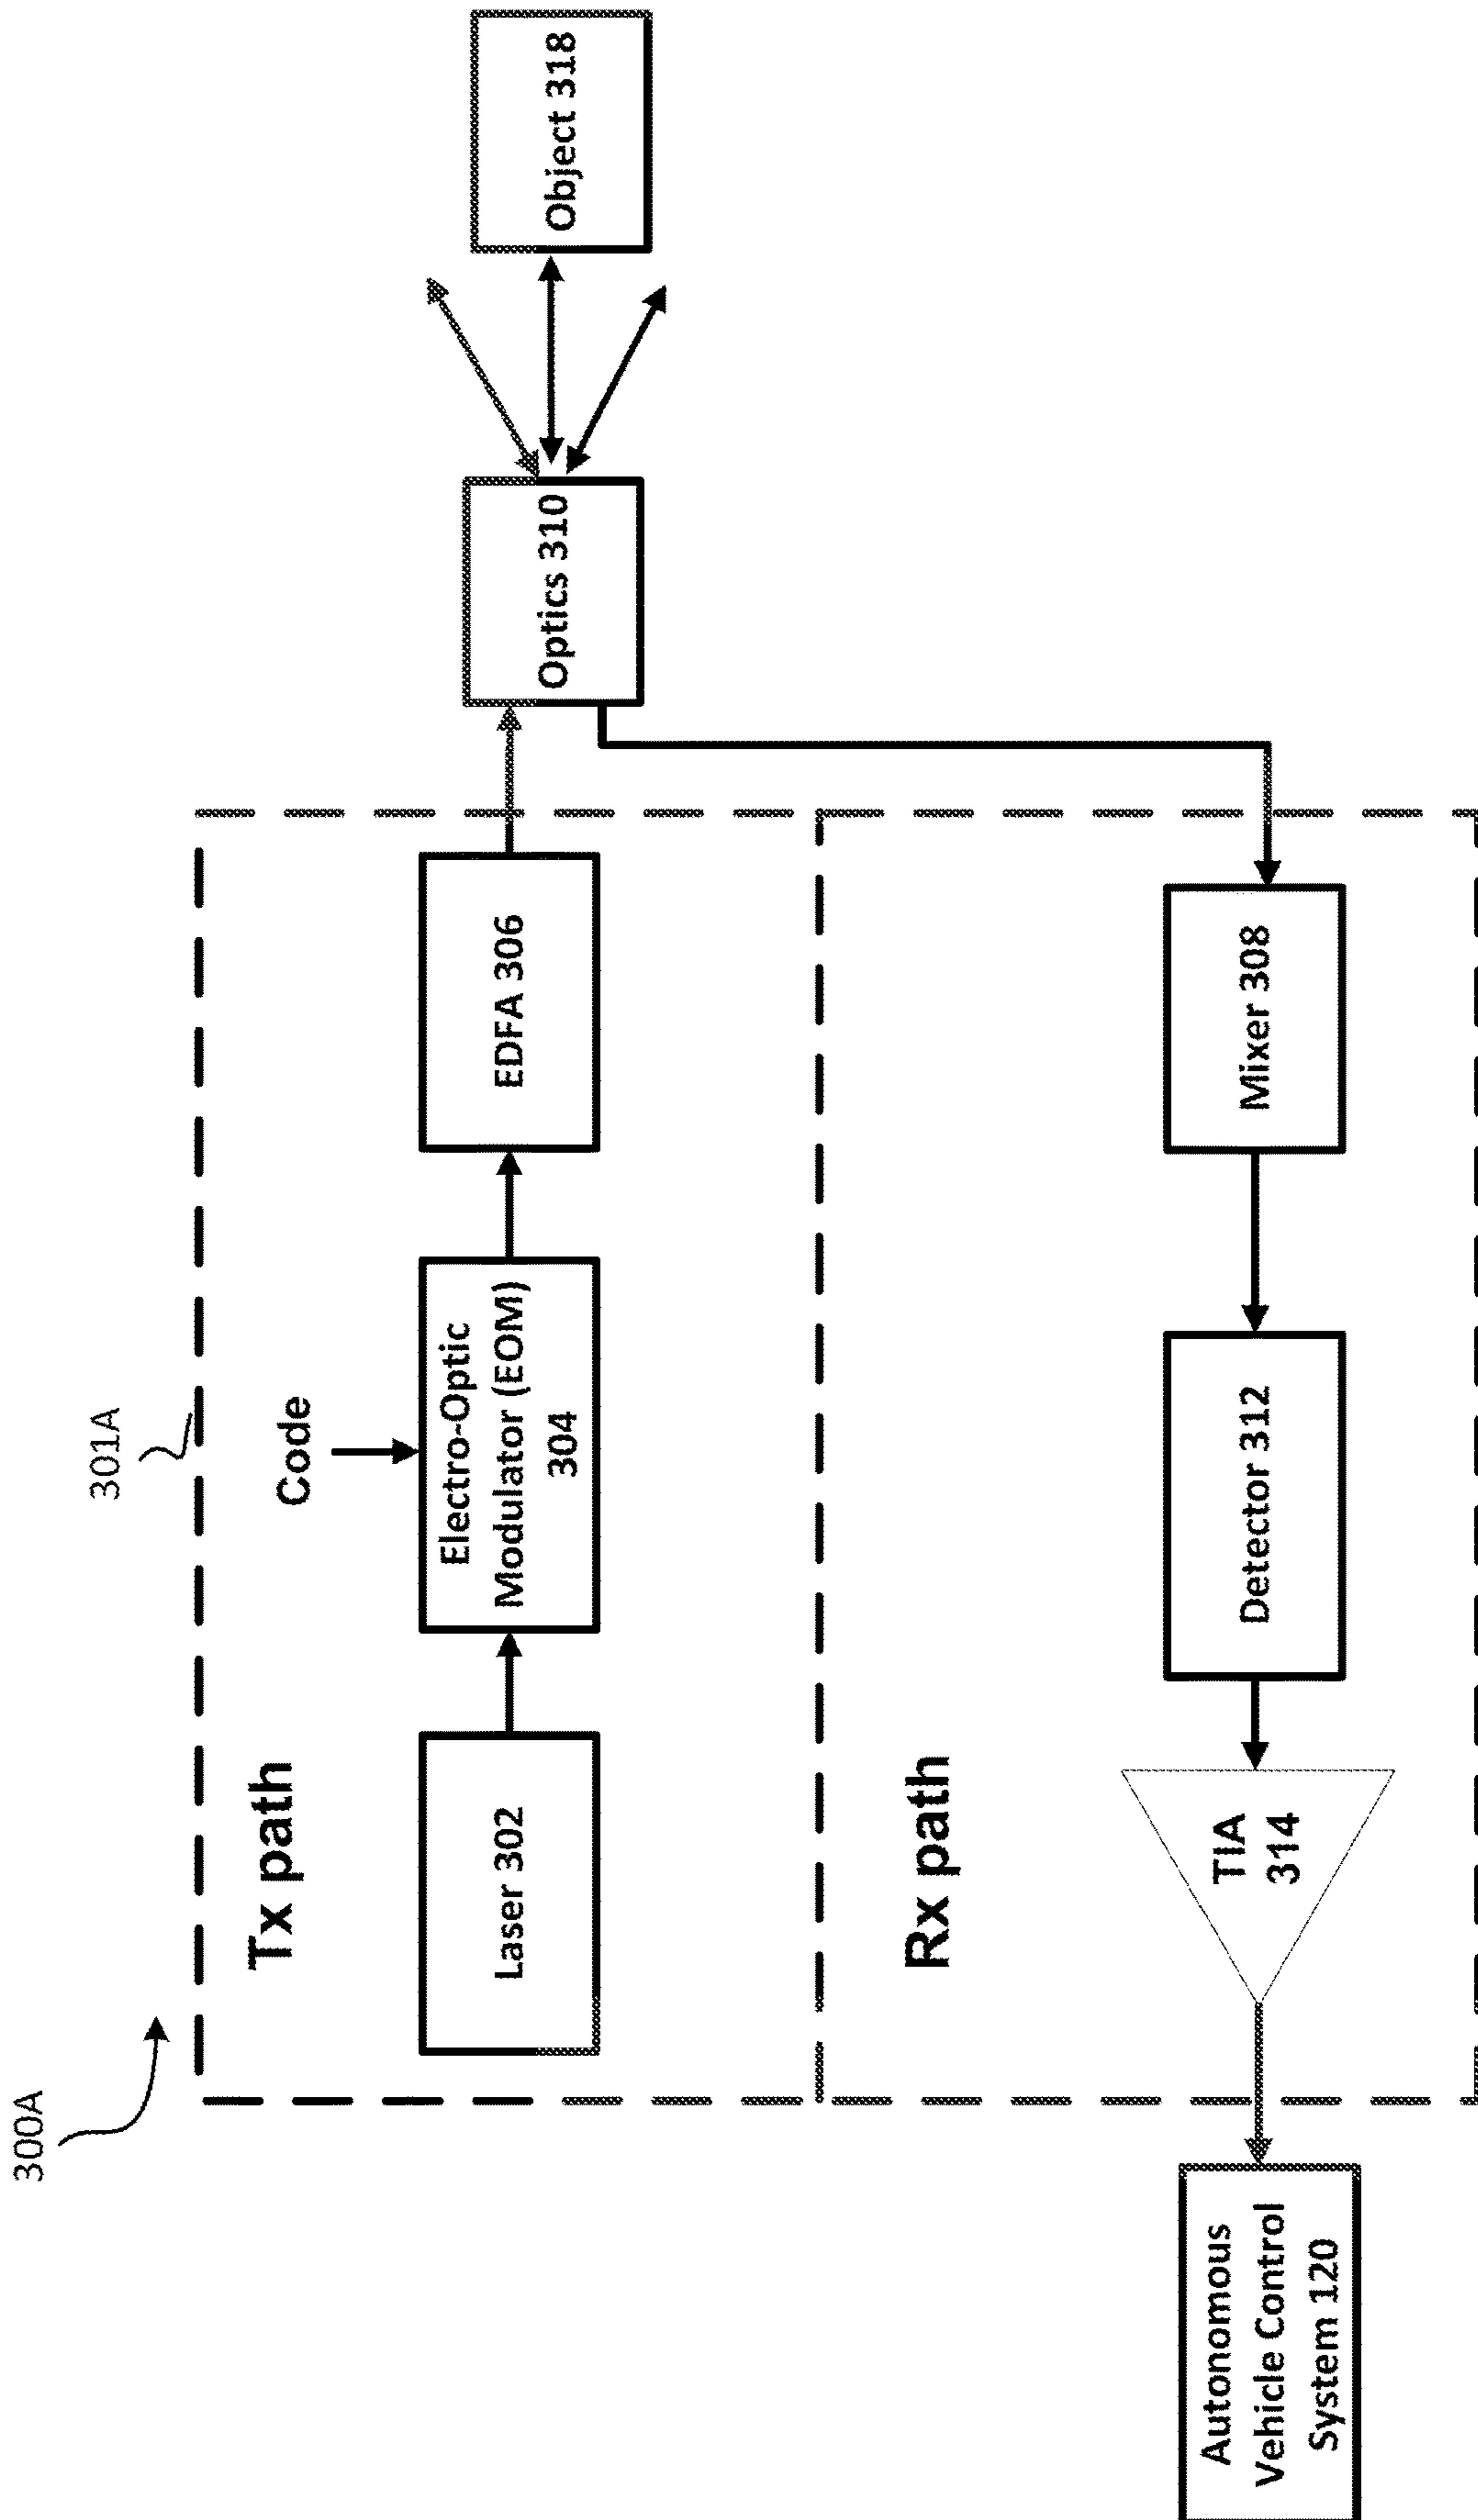 300A
301A
Tx path
Code
Laser 302
Electro-Optic
Modulator (EOM)
304
EDFA 306
Optics 310
Object 318
Rx path
Autonomous
Vehicle Control
System 120
TIA
314
Detector 312
Mixer 308